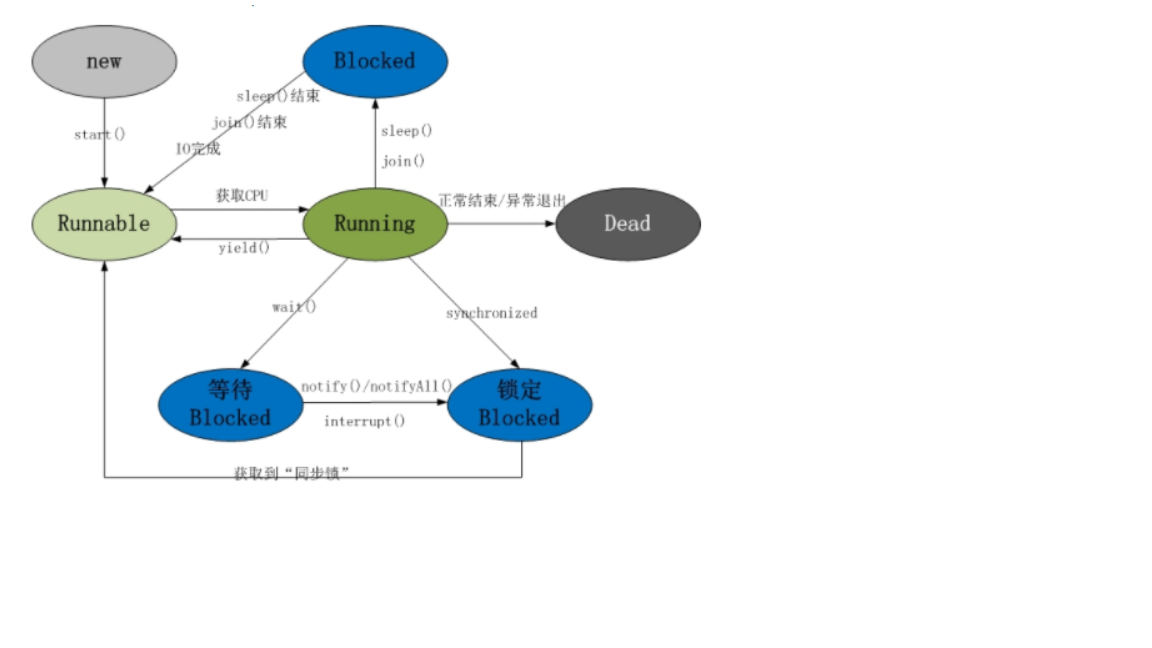 new
Blocked
sleep()结束
join()结束
IO完成
start()
sleep()
join()
Runnable
获取CPU
yield()
Running
正常结束/异常退出
Dead
wait()
synchronized
等待
Blocked
notify()/notifyAll()
interrupt()
锁定
Blocked
获取到“同步锁”